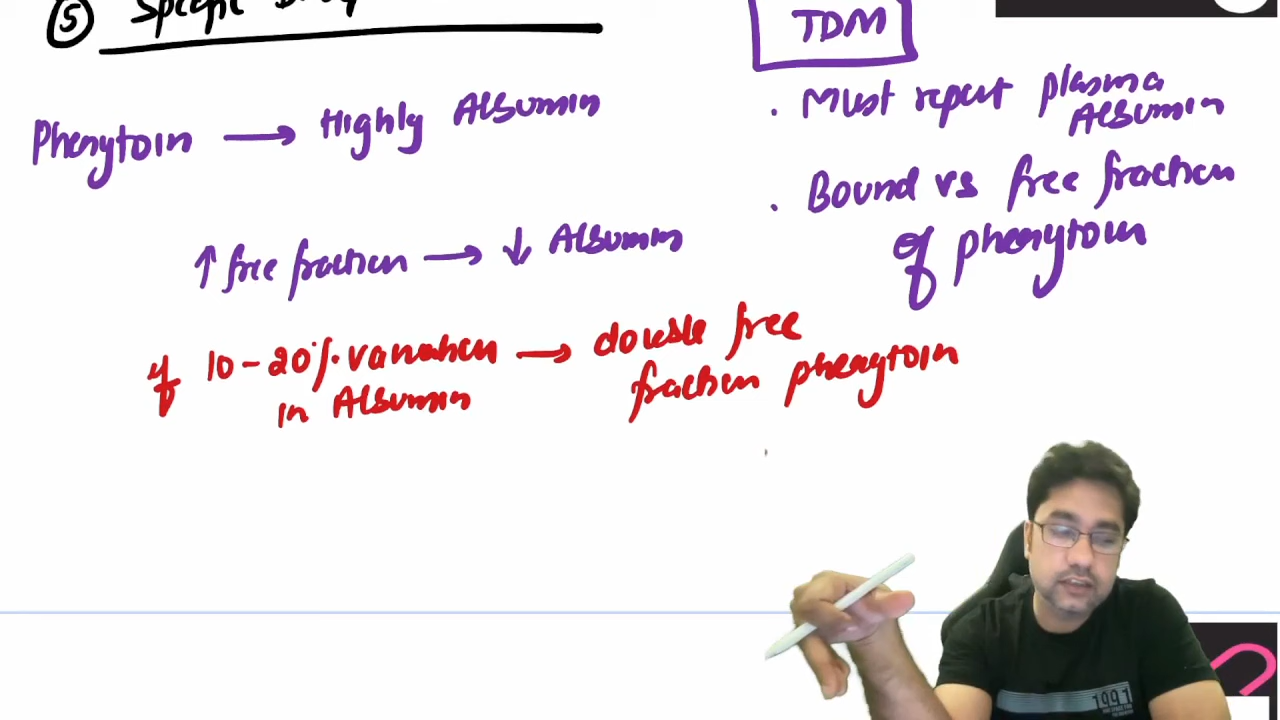 ⑤ Specific
TDM
Phenytoin → Highly Albumin
. Must report plasma
Albumin
. Bound vs free fraction
of phenytoin
↑ free fraction → ↓ Albumin
if 10-20% variation → double free
in Albumin
fraction phenytoin
1991